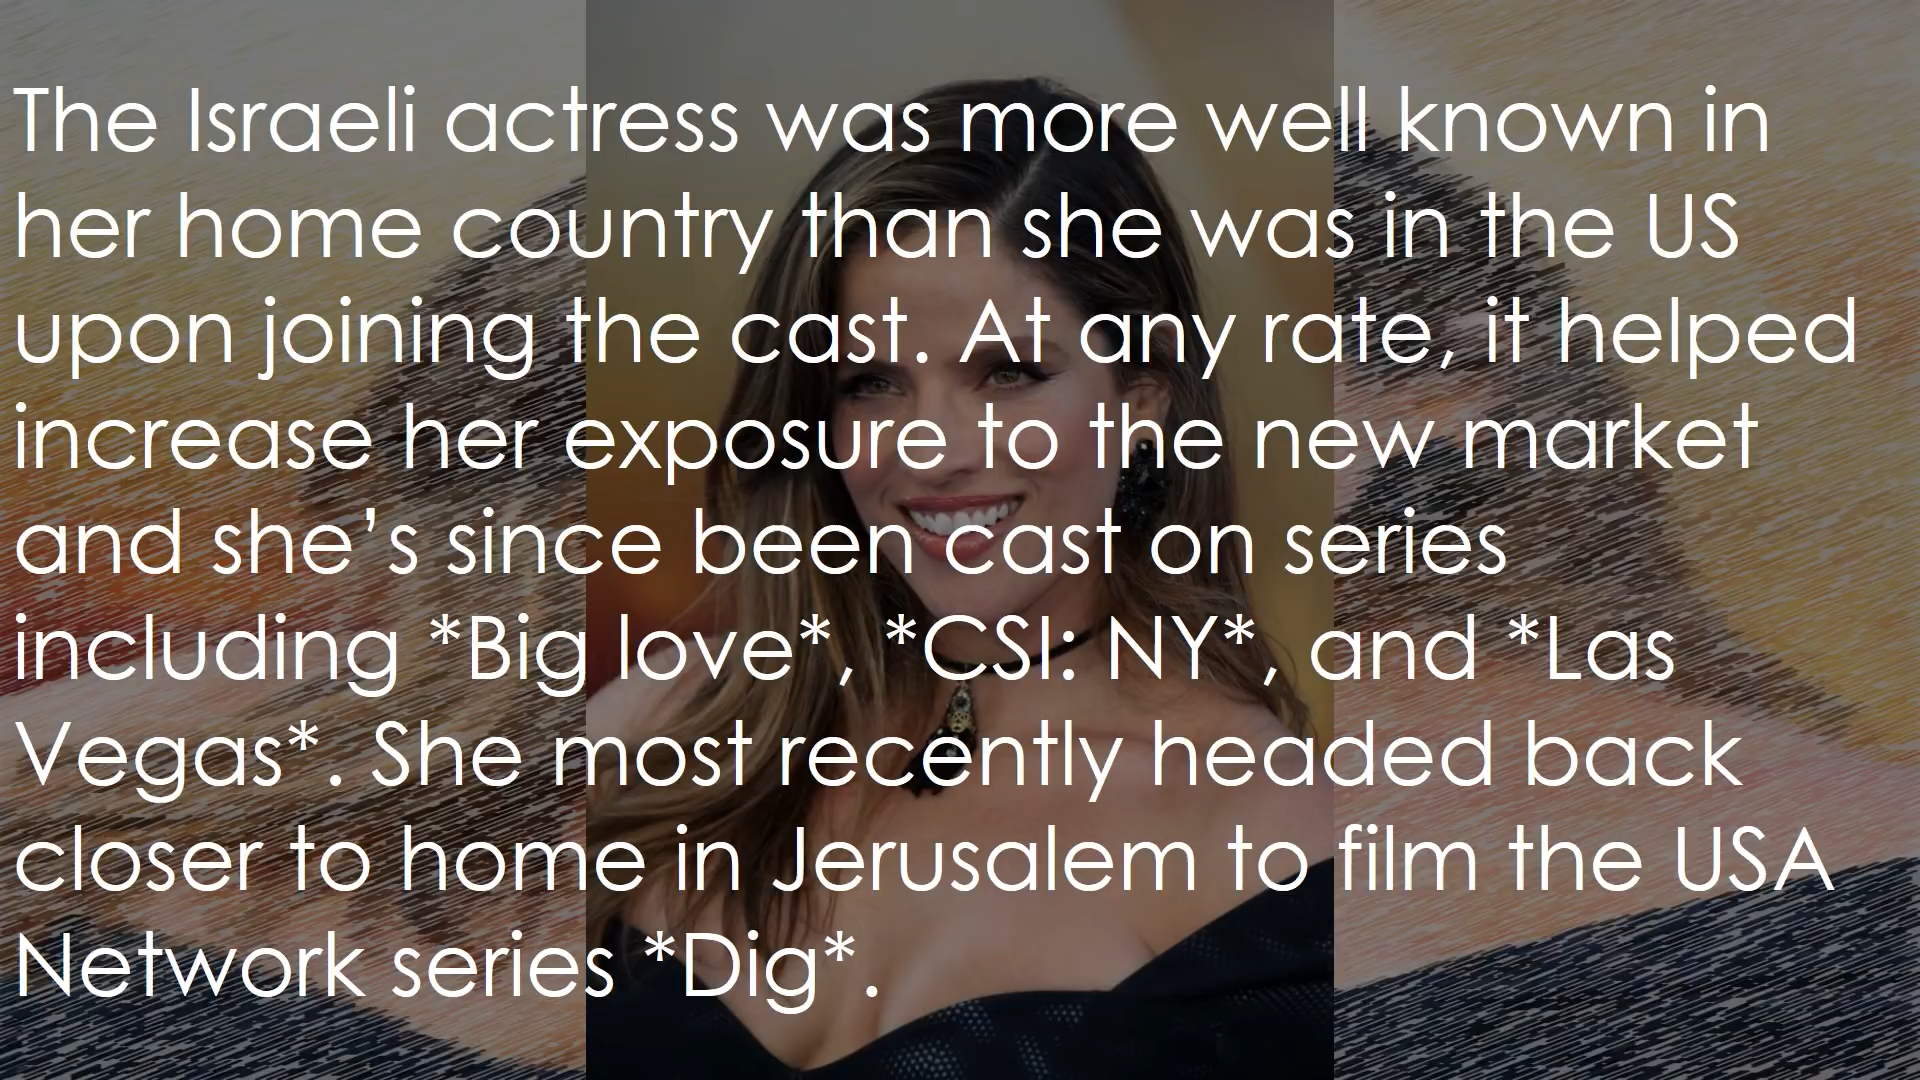 The Israeli actress was more well known in
her home country than she was in the US
upon joining the cast. At any rate, it helped
increase her exposure to the new market
and she’s since been cast on series
including *Big love*, *CSI: NY*, and *Las
Vegas*. She most recently headed back
closer to home in Jerusalem to film the USA
Network series *Dig*.